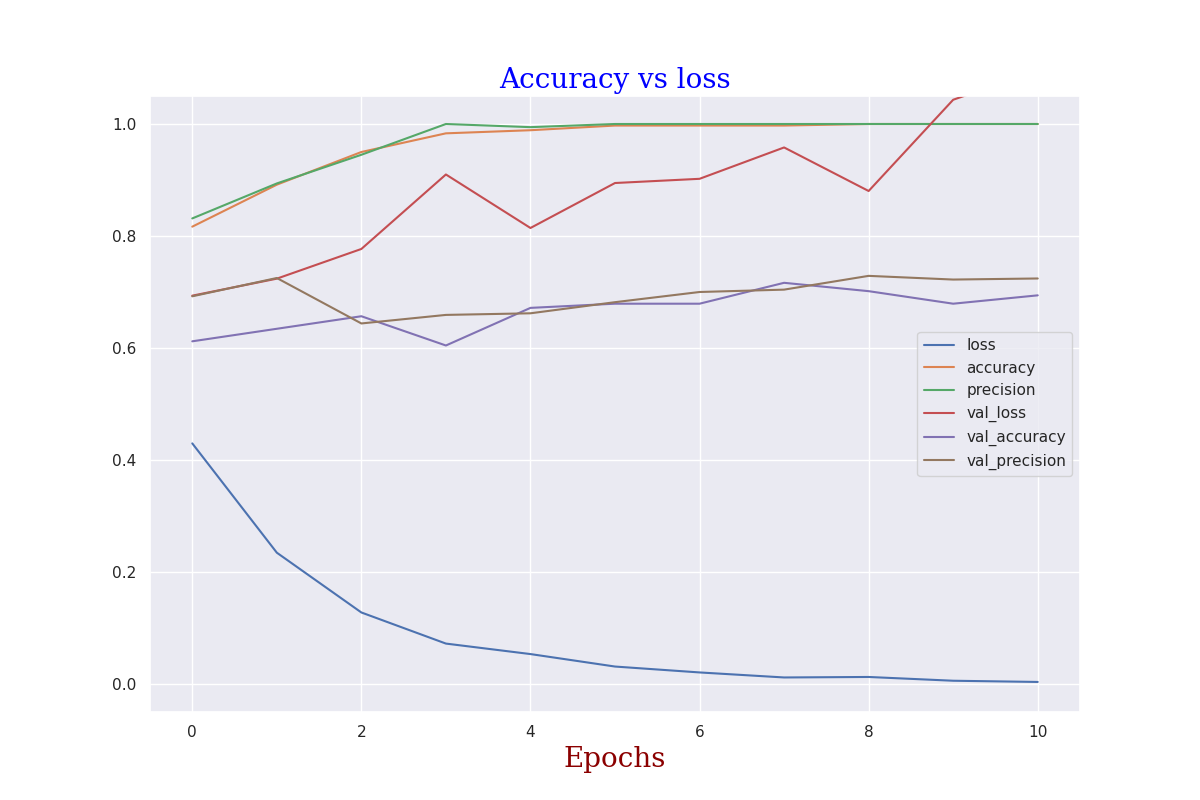 Accuracy vs loss
1.0
0.8
0.6
0.4
0.2
0.0
loss
accuracy
precision
val_loss
val_accuracy
val_precision
0 2 4 6 8 10
Epochs